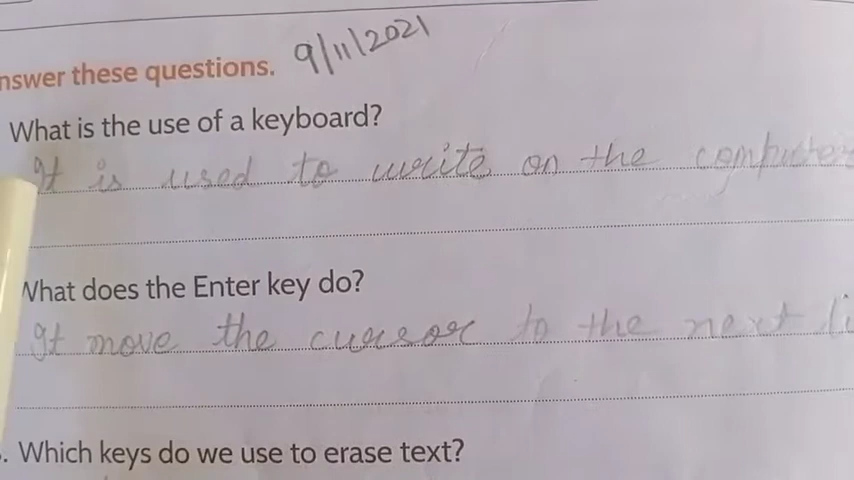 nswer these questions. 9/11/2021
What is the use of a keyboard?
It is used to write on the computer
What does the Enter key do?
It move the cursor to the next li
. Which keys do we use to erase text?